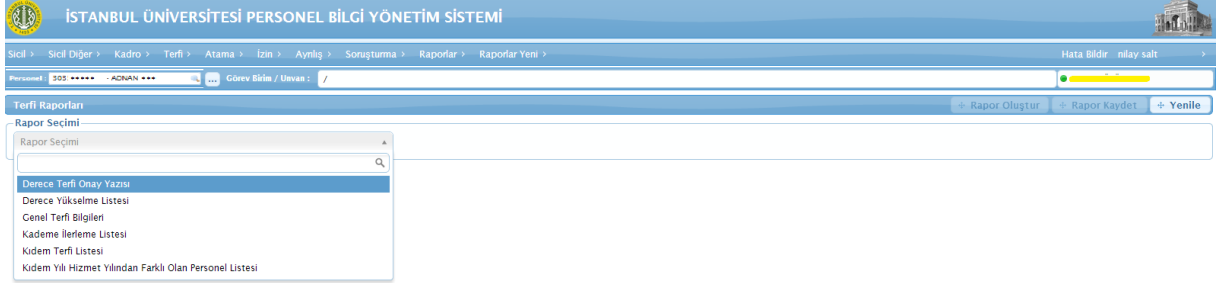 İSTANBUL ÜNİVERSİTESİ PERSONEL BİLGİ YÖNETİM SİSTEMİ
Sicil > Sicil Diğer > Kadro > Terfi > Atama > İzin > Ayrılış > Soruşturma > Raporlar > Raporlar Yeni > Hata Bildir nilay salt >
Personel : 305: ***** - ADNAN *** ... Görev Birim / Unvan : /
Terfi Raporları Rapor Oluştur Rapor Kaydet Yenile
Rapor Seçimi
Rapor Seçimi
Derece Terfi Onay Yazısı
Derece Yükselme Listesi
Genel Terfi Bilgileri
Kademe İlerleme Listesi
Kıdem Terfi Listesi
Kıdem Yılı Hizmet Yılından Farklı Olan Personel Listesi